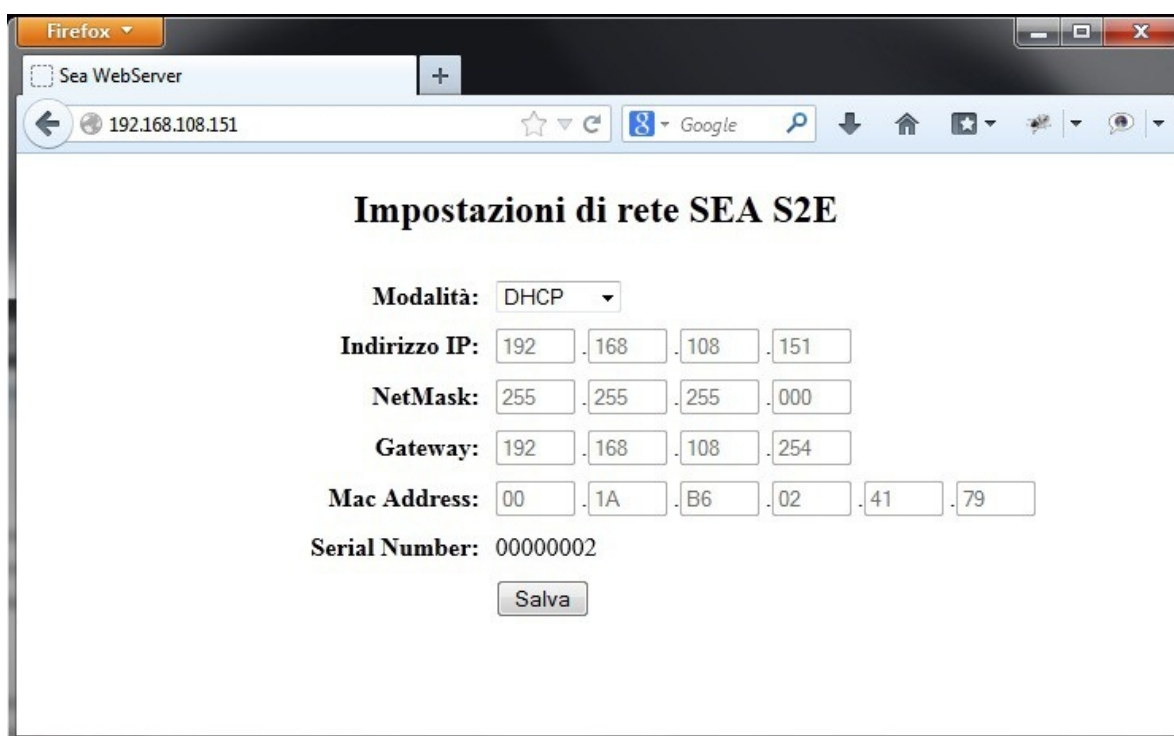 Firefox
Sea WebServer
192.168.108.151
Google
Impostazioni di rete SEA S2E
Modalità: DHCP
Indirizzo IP: 192 . 168 . 108 . 151
NetMask: 255 . 255 . 255 . 000
Gateway: 192 . 168 . 108 . 254
Mac Address: 00 . 1A . B6 . 02 . 41 . 79
Serial Number: 00000002
Salva